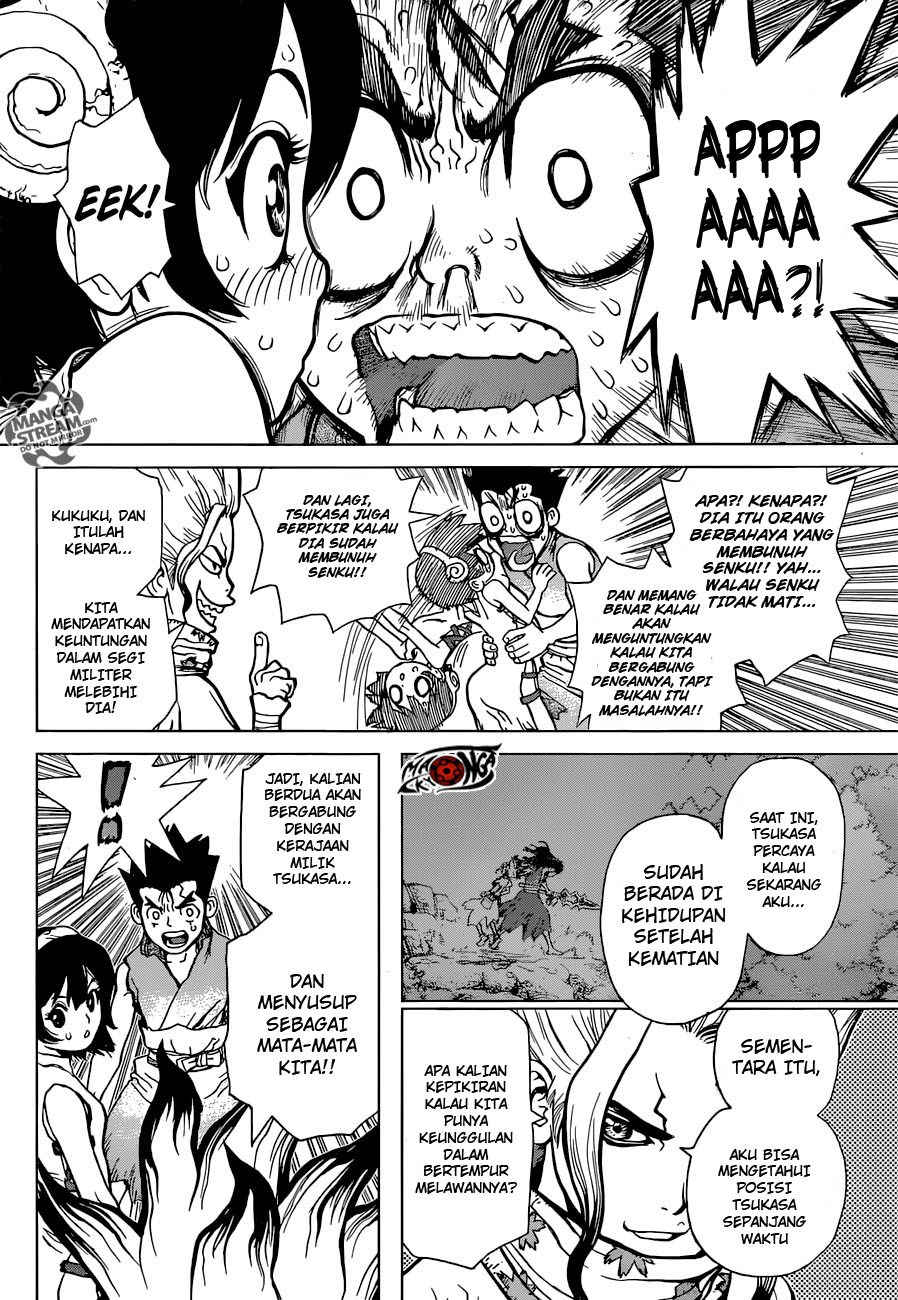 APPP
AAAA
AAA?!
EEK!
MANGA
STREAM.com
DO NOT MIRROR
APA?! KENAPA?!
DIA ITU ORANG
BERBAHAYA YANG
MEMBUNUH
SENKU!! YAH...
WALAU SENKU
TIDAK MATI...
DAN MEMANG
BENAR KALAU
AKAN
MENGUNTUNGKAN
KALAU KITA
BERGABUNG
DENGANNYA, TAPI
BUKAN ITU
MASALAHNYA!!
DAN LAGI,
TSUKASA JUGA
BERPIKIR KALAU
DIA SUDAH
MEMBUNUH
SENKU!!
KUKUKU, DAN
ITULAH
KENAPA...
KITA
MENDAPATKAN
KEUNTUNGAN
DALAM SEGI
MILITER
MELEBIHI
DIA!
SAAT INI,
TSUKASA
PERCAYA
KALAU
SEKARANG
AKU...
SUDAH
BERADA DI
KEHIDUPAN
SETELAH
KEMATIAN
SEMEN-
TARA ITU,
AKU BISA
MENGETAHUI
POSISI
TSUKASA
SEPANJANG
WAKTU
APA KALIAN
KEPIKIRAN
KALAU KITA
PUNYA
KEUNGGULAN
DALAM
BERTEMPUR
MELAWANNYA?
JADI, KALIAN
BERDUA AKAN
BERGABUNG
DENGAN
KERAJAAN
MILIK
TSUKASA...
DAN
MENYUSUP
SEBAGAI
MATA-MATA
KITA!!
!